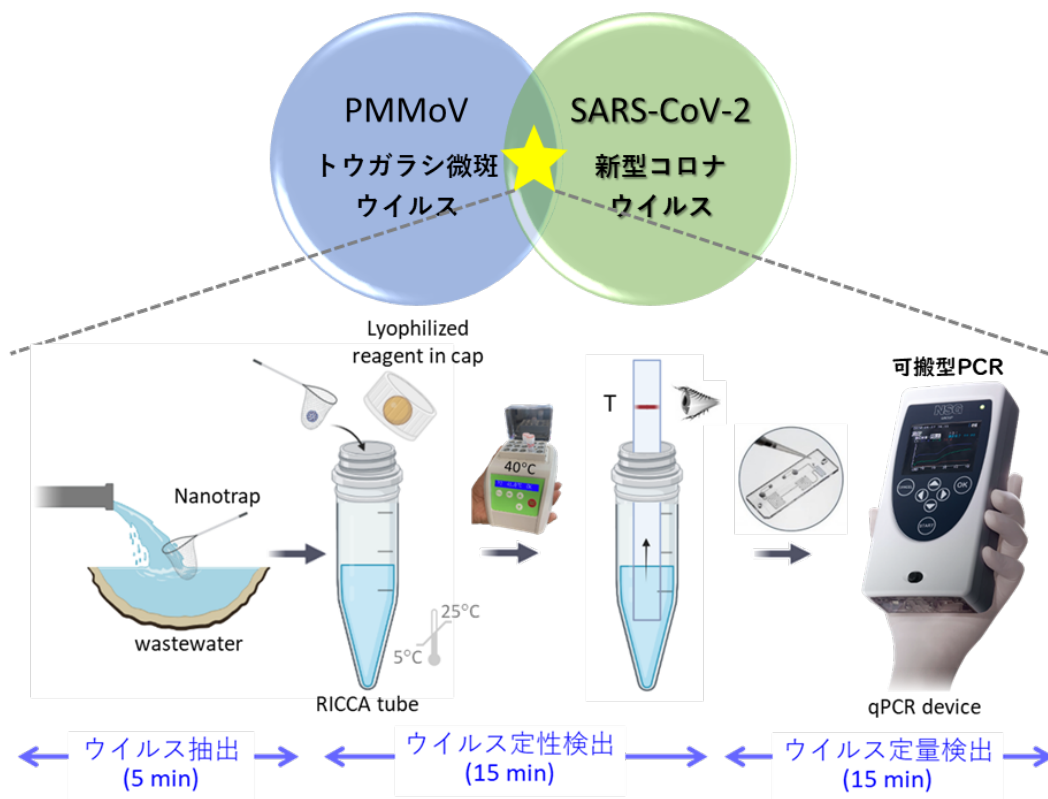 PMMoV
トウガラシ微斑
ウイルス
SARS-CoV-2
新型コロナ
ウイルス
Lyophilized
reagent in cap
Nanotrap
wastewater
25°C
5°C
RICCA tube
40°C
T
可搬型PCR
NSG
OK
START
qPCR device
ウイルス抽出
(5 min)
ウイルス定性検出
(15 min)
ウイルス定量検出
(15 min)